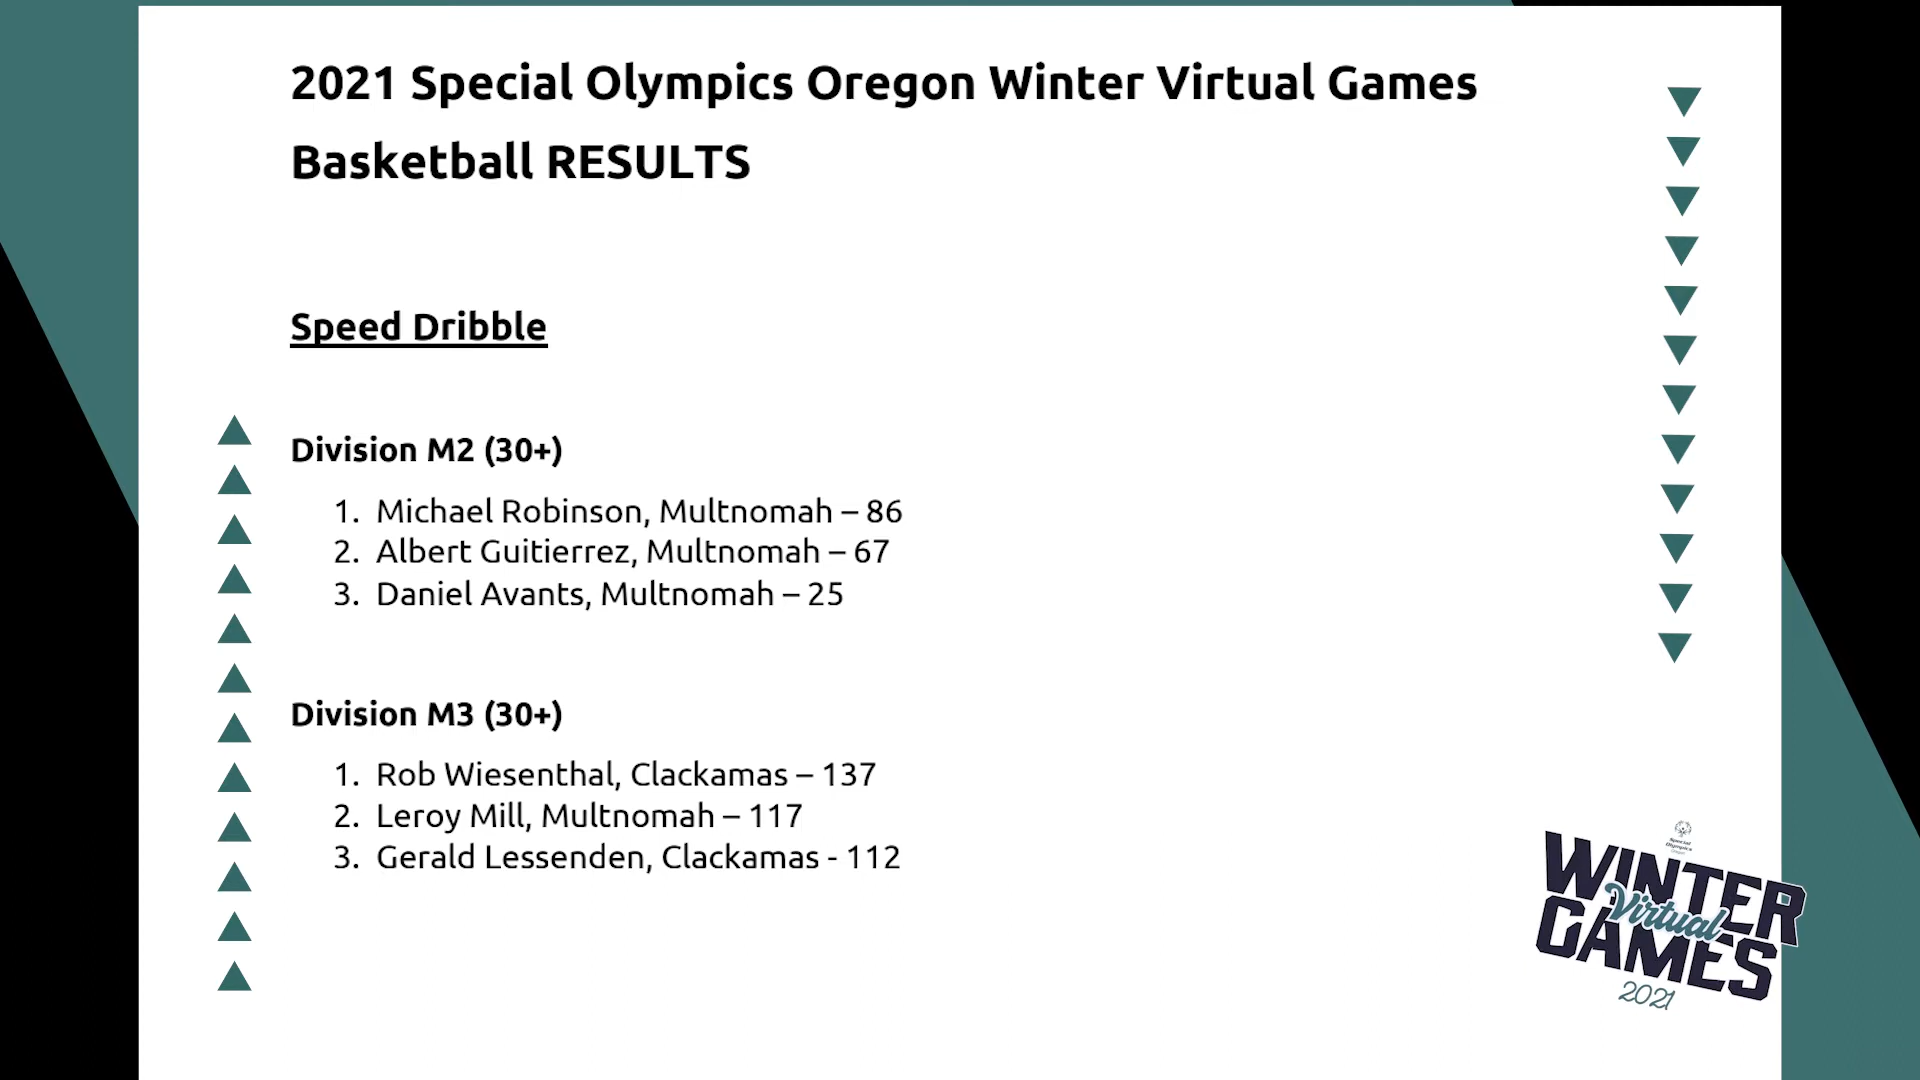 2021 Special Olympics Oregon Winter Virtual Games
Basketball RESULTS
Speed Dribble
Division M2 (30+)
1. Michael Robinson, Multnomah – 86
2. Albert Guitierrez, Multnomah – 67
3. Daniel Avants, Multnomah – 25
Division M3 (30+)
1. Rob Wiesenthal, Clackamas – 137
2. Leroy Mill, Multnomah – 117
3. Gerald Lessenden, Clackamas - 112
Special
Olympics
WINTER
Virtual
GAMES
2021